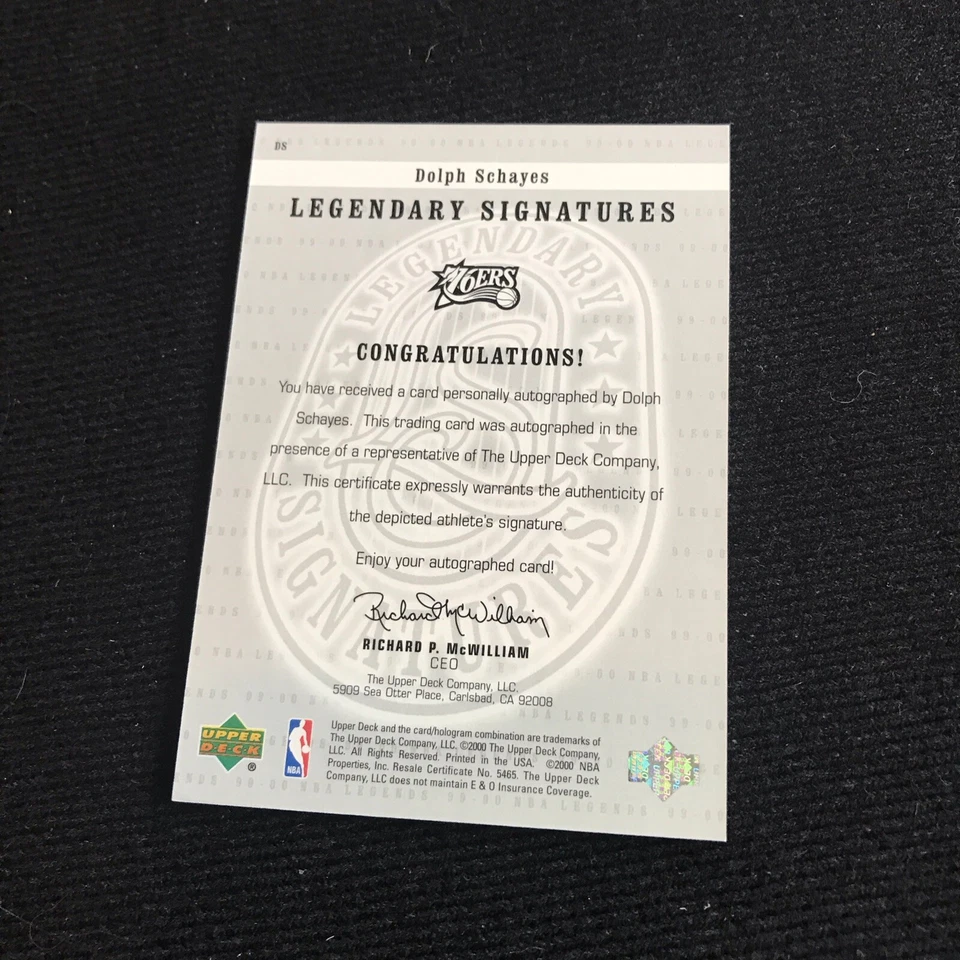 DS
Dolph Schayes
LEGENDARY SIGNATURES
LEGENDARY
76ERS
CONGRATULATIONS!
You have received a card personally autographed by Dolph
Schayes. This trading card was autographed in the
presence of a representative of The Upper Deck Company,
LLC. This certificate expressly warrants the authenticity of
the depicted athlete's signature.
Enjoy your autographed card!
SIGNATURES
Richard McWilliam
RICHARD P. McWILLIAM
CEO
The Upper Deck Company, LLC.
5909 Sea Otter Place, Carlsbad, CA 92008
UPPER
DECK
®
NBA
Upper Deck and the card/hologram combination are trademarks of
The Upper Deck Company, LLC. ©2000 The Upper Deck Company,
LLC. All Rights Reserved. Printed in the USA. ©2000 NBA
Properties, Inc. Resale Certificate No. 5465. The Upper Deck
Company, LLC does not maintain E & O Insurance Coverage.